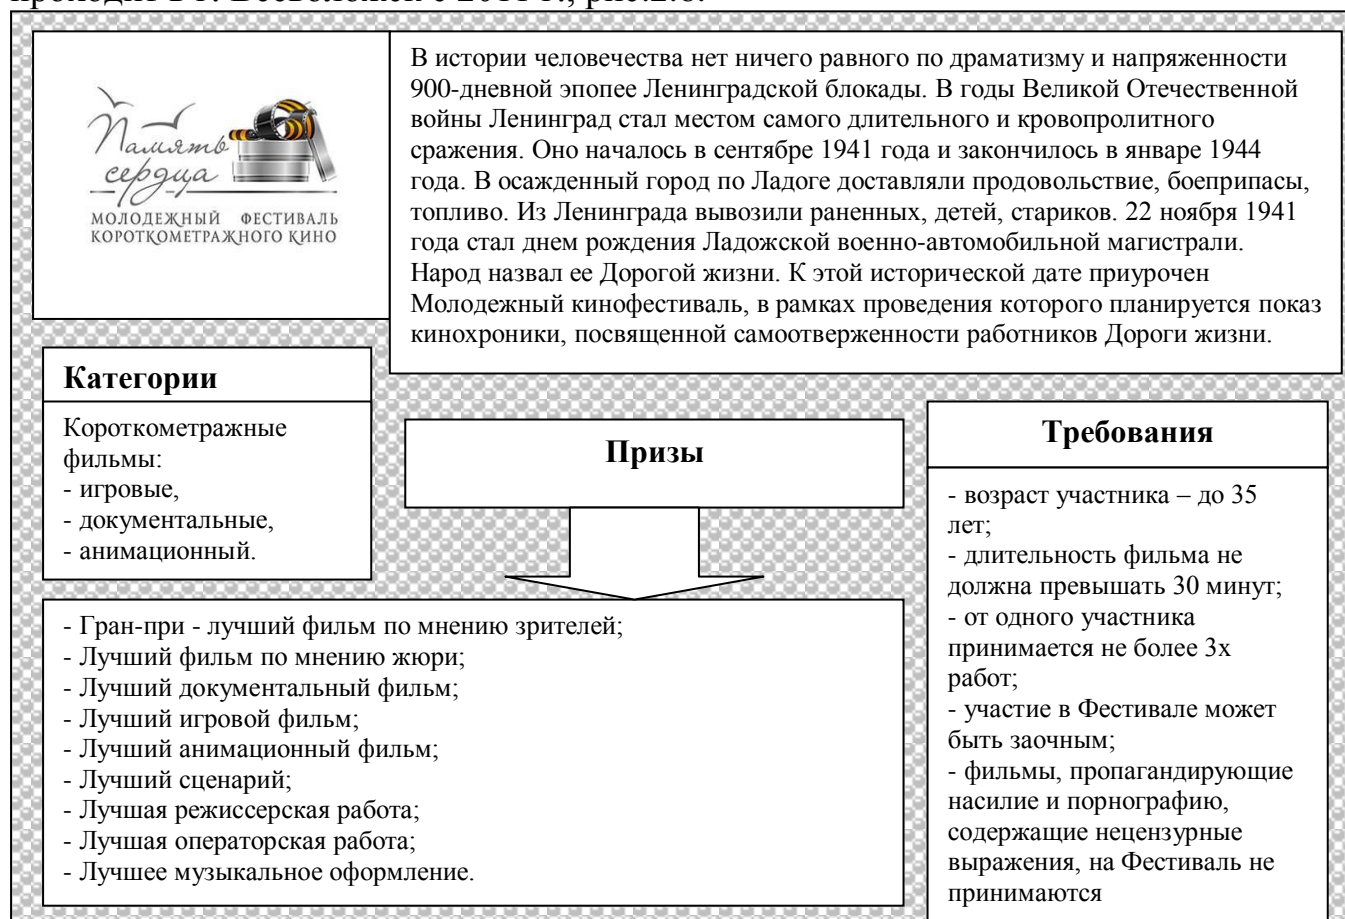 проходит в г. Всеволожск с 2011 г., рис.2.8.
Память
сердца
МОЛОДЕЖНЫЙ ФЕСТИВАЛЬ
КОРОТКОМЕТРАЖНОГО КИНО
В истории человечества нет ничего равного по драматизму и напряженности
900-дневной эпопее Ленинградской блокады. В годы Великой Отечественной
войны Ленинград стал местом самого длительного и кровопролитного
сражения. Оно началось в сентябре 1941 года и закончилось в январе 1944
года. В осажденный город по Ладоге доставляли продовольствие, боеприпасы,
топливо. Из Ленинграда вывозили раненных, детей, стариков. 22 ноября 1941
года стал днем рождения Ладожской военно-автомобильной магистрали.
Народ назвал ее Дорогой жизни. К этой исторической дате приурочен
Молодежный кинофестиваль, в рамках проведения которого планируется показ
кинохроники, посвященной самоотверженности работников Дороги жизни.
Категории
Короткометражные
фильмы:
- игровые,
- документальные,
- анимационный.
Призы
- Гран-при - лучший фильм по мнению зрителей;
- Лучший фильм по мнению жюри;
- Лучший документальный фильм;
- Лучший игровой фильм;
- Лучший анимационный фильм;
- Лучший сценарий;
- Лучшая режиссерская работа;
- Лучшая операторская работа;
- Лучшее музыкальное оформление.
Требования
- возраст участника – до 35
лет;
- длительность фильма не
должна превышать 30 минут;
- от одного участника
принимается не более 3х
работ;
- участие в Фестивале может
быть заочным;
- фильмы, пропагандирующие
насилие и порнографию,
содержащие нецензурные
выражения, на Фестиваль не
принимаются